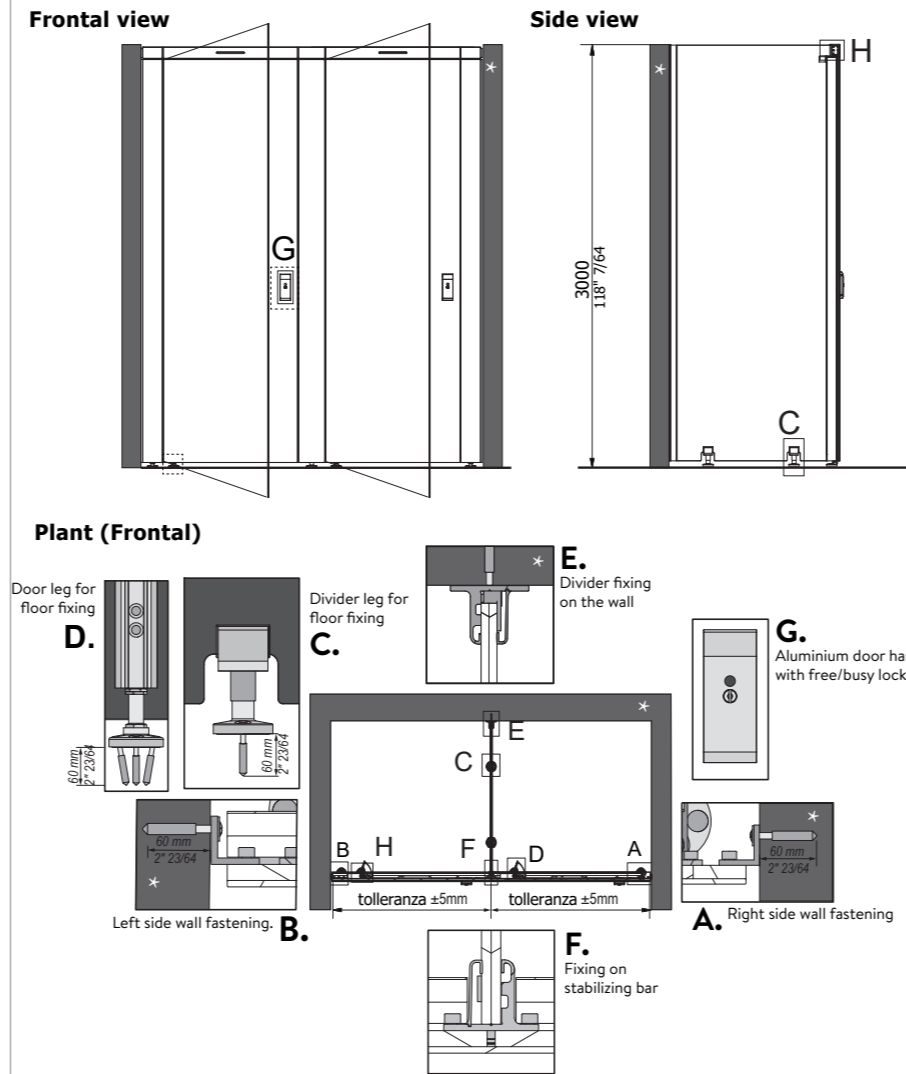 Frontal view
Side view
*
*
H
G
3000
118" 7/64
C
Plant (Frontal)
Door leg for
floor fixing
D.
60 mm
2" 23/64
Divider leg for
floor fixing
C.
60 mm
2" 23/64
*
E.
Divider fixing
on the wall
G.
Aluminium door ha
with free/busy lock
*
E
C
B
H
F
D
A
tolleranza ±5mm
tolleranza ±5mm
60 mm
2" 23/64
*
Left side wall fastening.
B.
*
60 mm
2" 23/64
A.
Right side wall fastening
F.
Fixing on
stabilizing bar